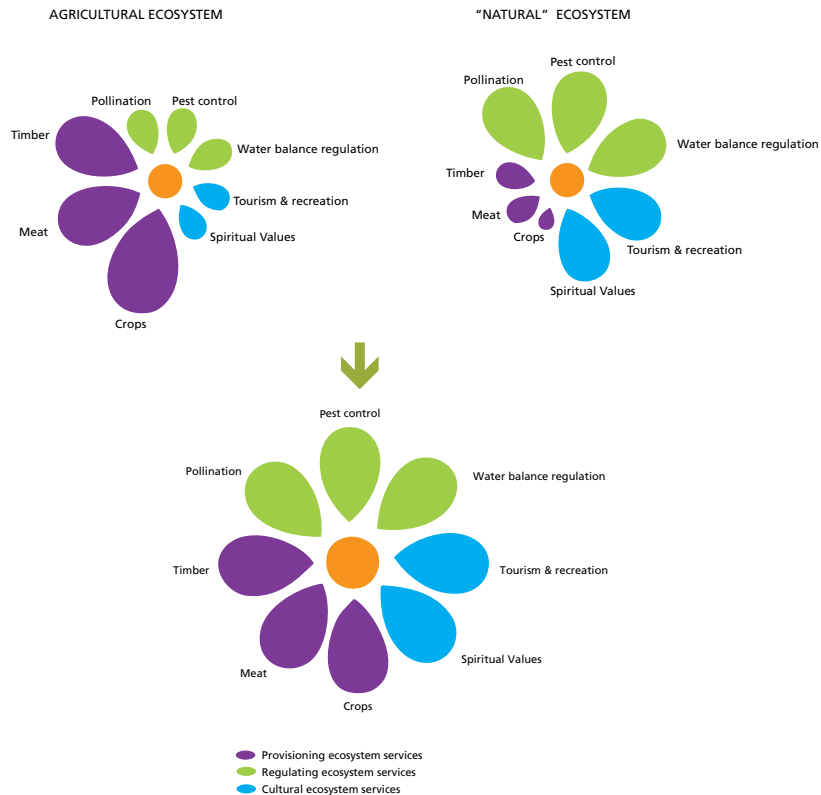 AGRICULTURAL ECOSYSTEM
Pollination
Pest control
Timber
Water balance regulation
Tourism & recreation
Meat
Spiritual Values
Crops
“NATURAL” ECOSYSTEM
Pest control
Pollination
Water balance regulation
Timber
Meat
Crops
Tourism & recreation
Spiritual Values
Pest control
Pollination
Water balance regulation
Timber
Tourism & recreation
Meat
Spiritual Values
Crops
Provisioning ecosystem services
Regulating ecosystem services
Cultural ecosystem services